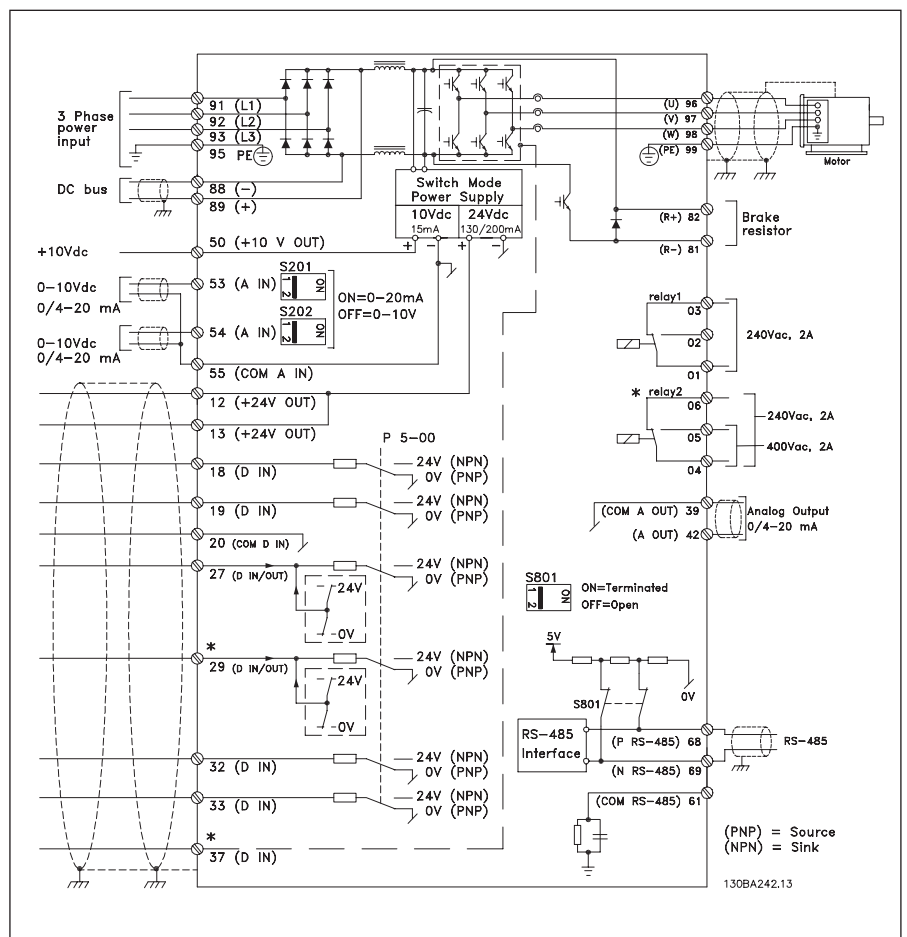 3 Phase
power
input
91 (L1)
92 (L2)
93 (L3)
95 PE
DC bus
88 (-)
89 (+)
+10Vdc
50 (+10 V OUT)
0-10Vdc
0/4-20 mA
53 (A IN)
S201
1 2
ON
0-10Vdc
0/4-20 mA
54 (A IN)
S202
1 2
ON
ON=0-20mA
OFF=0-10V
55 (COM A IN)
12 (+24V OUT)
13 (+24V OUT)
Switch Mode
Power Supply
10Vdc
15mA
24Vdc
130/200mA
+ - + -
P 5-00
18 (D IN)
24V (NPN)
0V (PNP)
19 (D IN)
24V (NPN)
0V (PNP)
20 (COM D IN)
27 (D IN/OUT)
24V (NPN)
0V (PNP)
24V
0V
*
29 (D IN/OUT)
24V (NPN)
0V (PNP)
24V
0V
32 (D IN)
24V (NPN)
0V (PNP)
33 (D IN)
24V (NPN)
0V (PNP)
*
37 (D IN)
(U) 96
(V) 97
(W) 98
(PE) 99
Motor
(R+) 82
(R-) 81
Brake
resistor
relay1
03
02
01
240Vac, 2A
* relay2
06
05
04
240Vac, 2A
400Vac, 2A
(COM A OUT) 39
(A OUT) 42
Analog Output
0/4-20 mA
S801
1 2
ON
ON=Terminated
OFF=Open
5V
0V
S801
RS-485
Interface
(P RS-485) 68
(N RS-485) 69
RS-485
(COM RS-485) 61
(PNP) = Source
(NPN) = Sink
130BA242.13